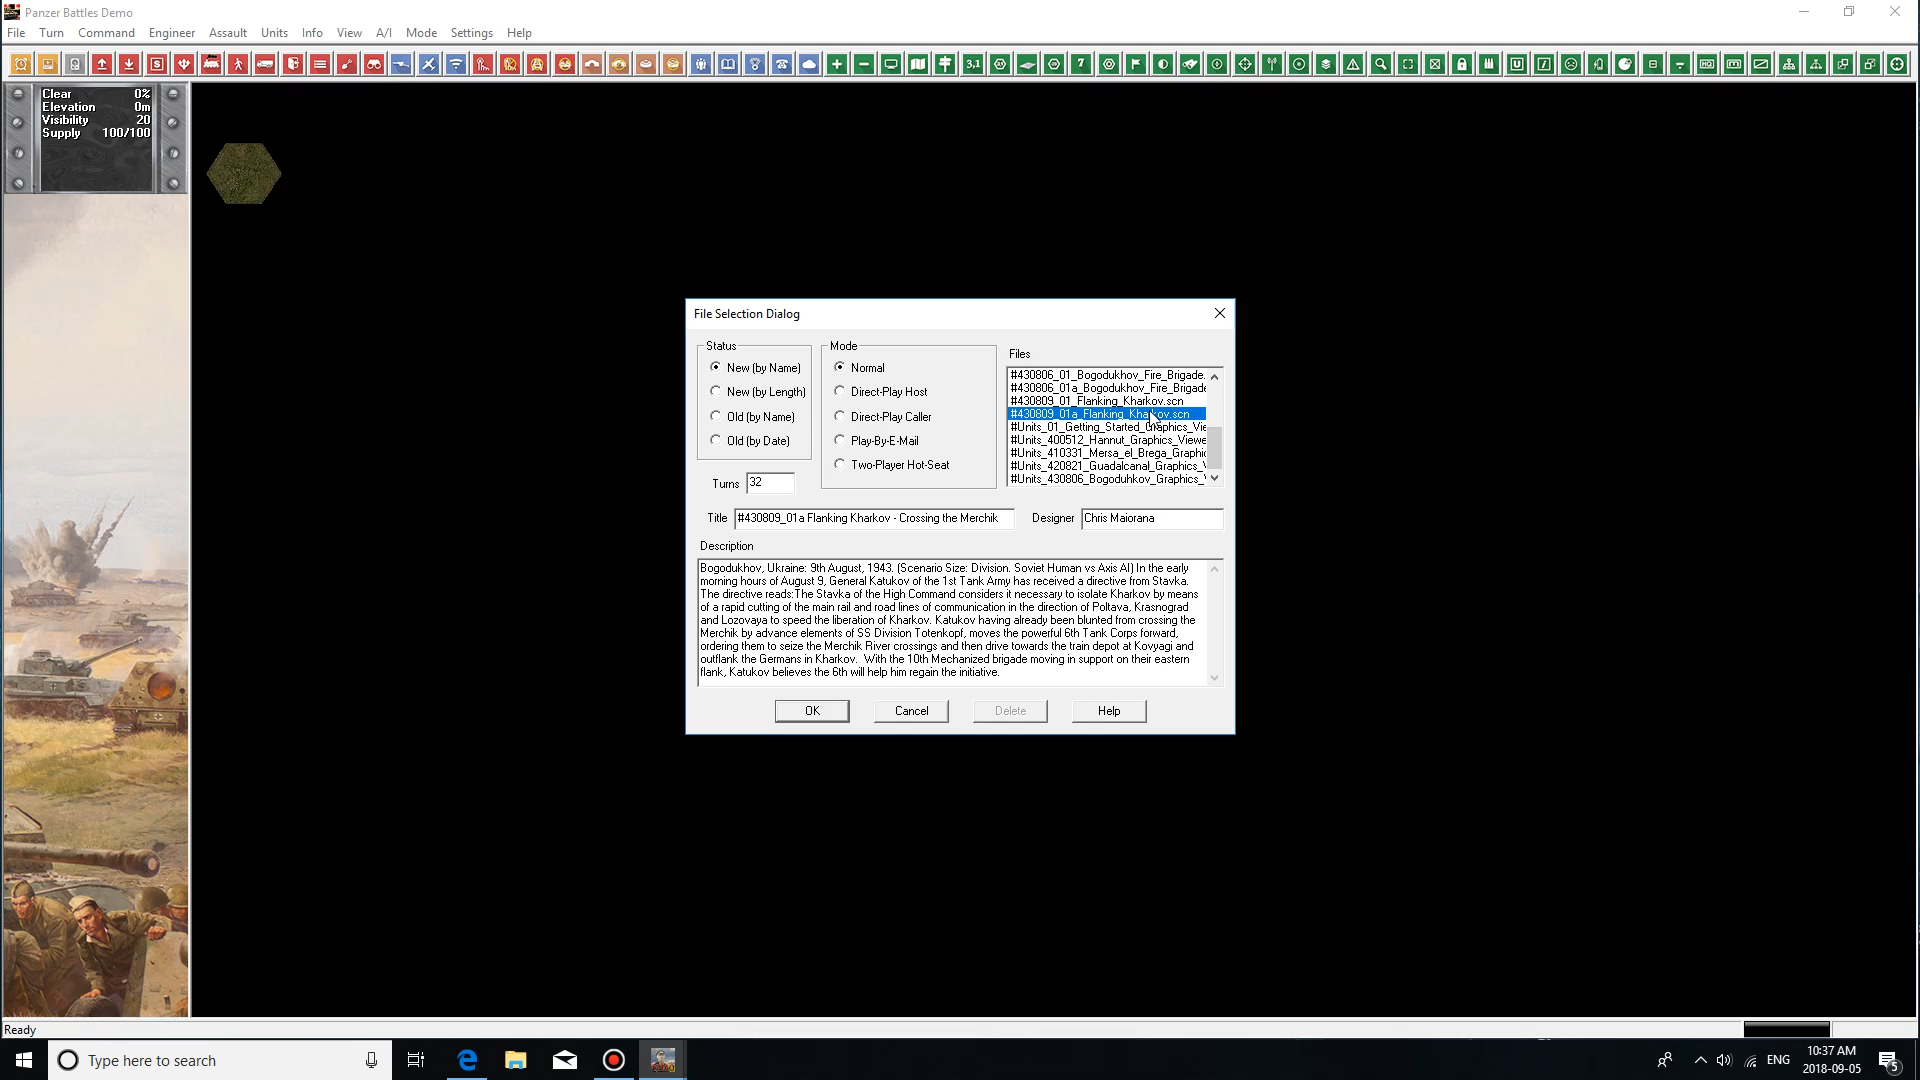 Panzer Battles Demo
File Turn Command Engineer Assault Units Info View A/I Mode Settings Help
Clear 0%
Elevation 0m
Visibility 20
Supply 100/100
File Selection Dialog
Status
New (by Name)
New (by Length)
Old (by Name)
Old (by Date)
Turns 32
Mode
Normal
Direct-Play Host
Direct-Play Caller
Play-By-E-Mail
Two-Player Hot-Seat
Files
#430806_01_Bogodukhov_Fire_Brigade.
#430806_01a_Bogodukhov_Fire_Brigade
#430809_01_Flanking_Kharkov.scn
#430809_01a_Flanking_Kharkov.scn
#Units_01_Getting_Started_Graphics_Vie
#Units_400512_Hannut_Graphics_Viewe
#Units_410331_Mersa_el_Brega_Graphic
#Units_420821_Guadalcanal_Graphics_V
#Units_430806_Bogoduhkov_Graphics_V
Title #430809_01a Flanking Kharkov - Crossing the Merchik Designer Chris Maiorana
Description
Bogodukhov, Ukraine: 9th August, 1943. (Scenario Size: Division. Soviet Human vs Axis AI) In the early
morning hours of August 9, General Katukov of the 1st Tank Army has received a directive from Stavka.
The directive reads:The Stavka of the High Command considers it necessary to isolate Kharkov by means
of a rapid cutting of the main rail and road lines of communication in the direction of Poltava, Krasnograd
and Lozovaya to speed the liberation of Kharkov. Katukov having already been blunted from crossing the
Merchik by advance elements of SS Division Totenkopf, moves the powerful 6th Tank Corps forward,
ordering them to seize the Merchik River crossings and then drive towards the train depot at Kovyagi and
outflank the Germans in Kharkov. With the 10th Mechanized brigade moving in support on their eastern
flank, Katukov believes the 6th will help him regain the initiative.
OK Cancel Delete Help
Ready
Type here to search
ENG
10:37 AM
2018-09-05
5